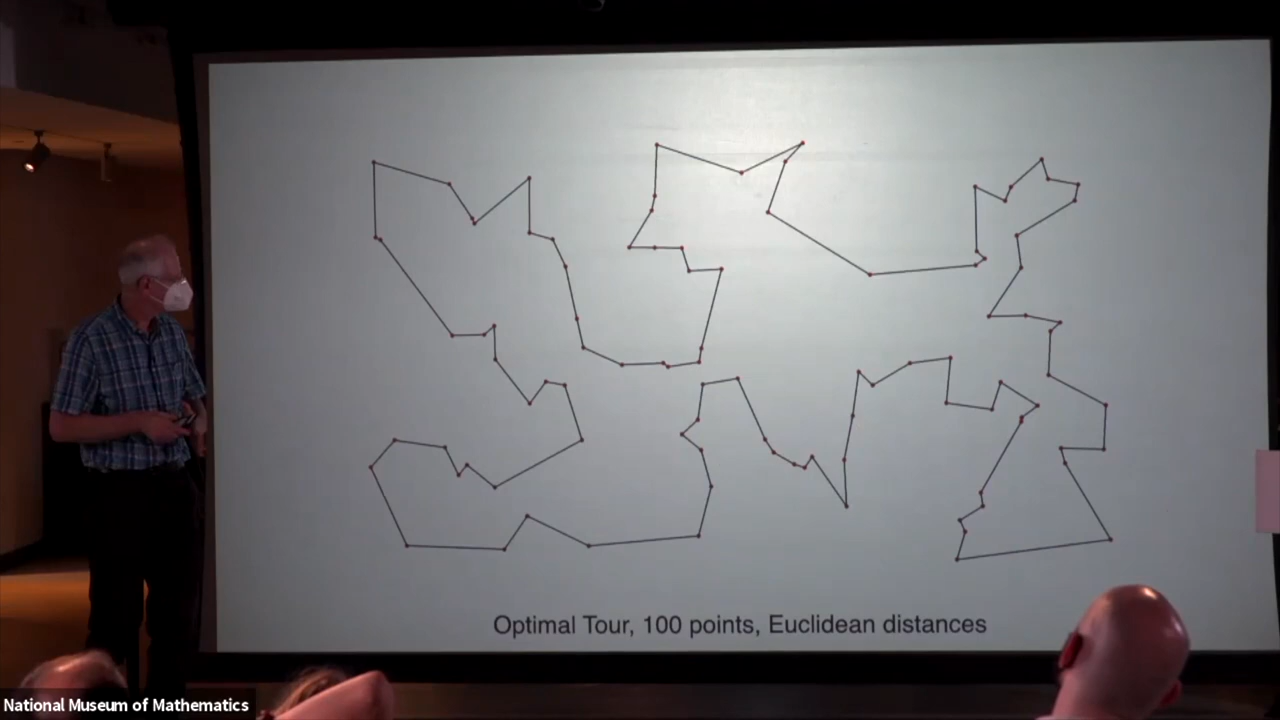 Optimal Tour, 100 points, Euclidean distances
National Museum of Mathematics